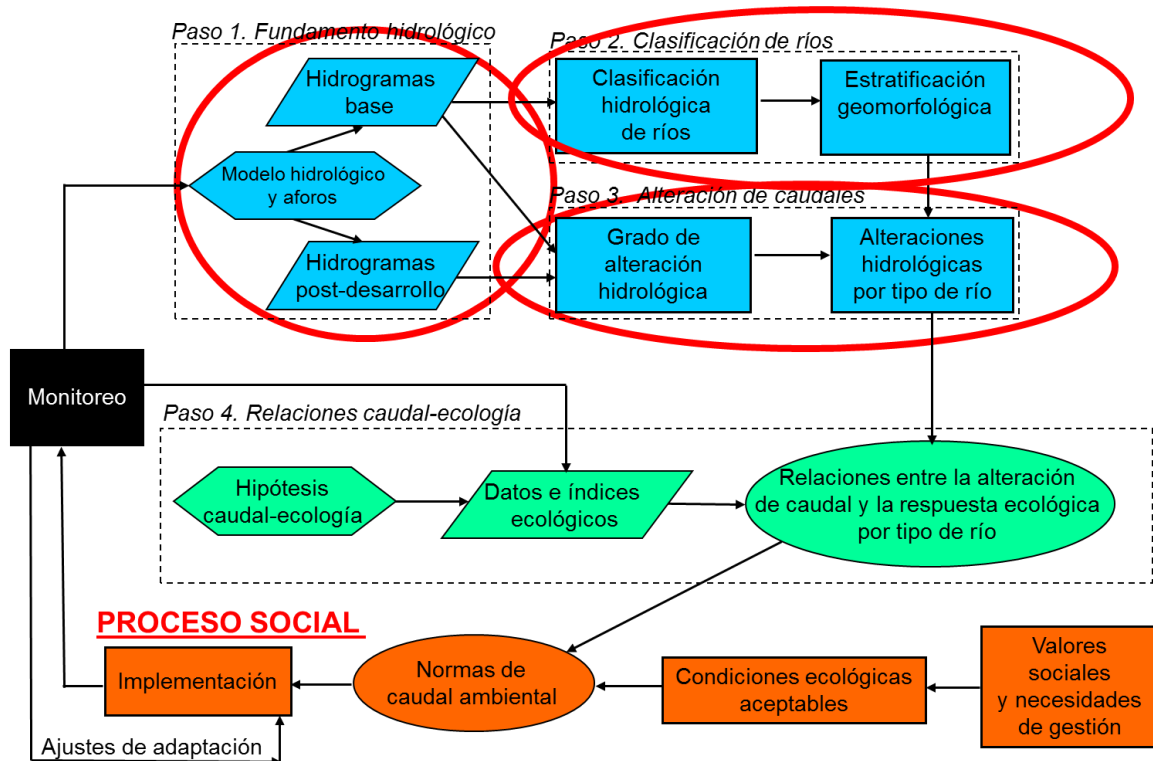 Paso 1. Fundamento hidrológico
Hidrogramas
base
Modelo hidrológico
y aforos
Hidrogramas
post-desarrollo
Paso 2. Clasificación de ríos
Clasificación
hidrológica
de ríos
Estratificación
geomorfológica
Paso 3. Alteración de caudales
Grado de
alteración
hidrológica
Alteraciones
hidrológicas
por tipo de río
Monitoreo
Paso 4. Relaciones caudal-ecología
Hipótesis
caudal-ecología
Datos e índices
ecológicos
Relaciones entre la alteración
de caudal y la respuesta ecológica
por tipo de río
PROCESO SOCIAL
Implementación
Normas de
caudal ambiental
Condiciones ecológicas
aceptables
Valores
sociales
y necesidades
de gestión
Ajustes de adaptación